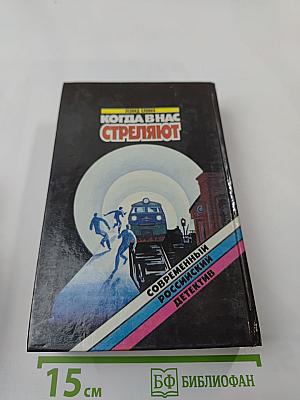 КОГДА В НАС
СТРЕЛЯЮТ
СОВРЕМЕННЫЙ
РОССИЙСКИЙ
ДЕТЕКТИВ
15 см
БФ БИБЛИОФАН